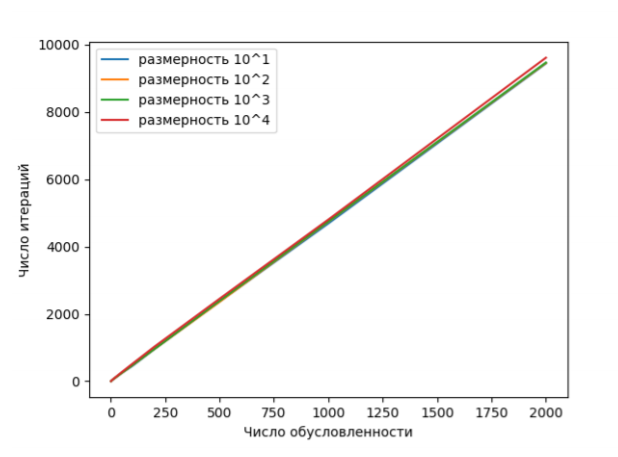 10000
8000
6000
4000
2000
0
Число итераций
размерность 10^1
размерность 10^2
размерность 10^3
размерность 10^4
0 250 500 750 1000 1250 1500 1750 2000
Число обусловленности